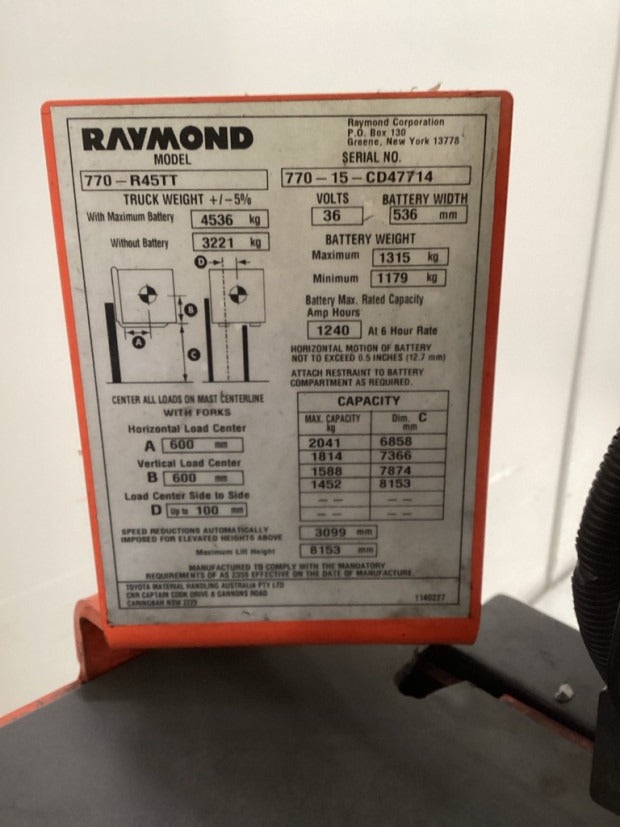 RAYMOND
Raymond Corporation
P.O. Box 130
Greene, New York 13778
MODEL
SERIAL NO.
770 – R45TT
770 – 15 – CD47714
TRUCK WEIGHT +/– 5%
VOLTS BATTERY WIDTH
With Maximum Battery 4536 kg
36 536 mm
Without Battery 3221 kg
BATTERY WEIGHT
Maximum 1315 kg
Minimum 1179 kg
D
B
A
C
Battery Max. Rated Capacity
Amp Hours
1240 At 6 Hour Rate
HORIZONTAL MOTION OF BATTERY
NOT TO EXCEED 0.5 INCHES (12.7 mm)
ATTACH RESTRAINT TO BATTERY
COMPARTMENT AS REQUIRED.
CENTER ALL LOADS ON MAST CENTERLINE
WITH FORKS
Horizontal Load Center
A 600 mm
Vertical Load Center
B 600 mm
Load Center Side to Side
D Up to 100 mm
CAPACITY
MAX. CAPACITY Dim. C
kg mm
2041 6858
1814 7366
1588 7874
1452 8153
– – – –
– – – –
SPEED REDUCTIONS AUTOMATICALLY
IMPOSED FOR ELEVATED HEIGHTS ABOVE 3099 mm
Maximum Lift Height 8153 mm
MANUFACTURED TO COMPLY WITH THE MANDATORY
REQUIREMENTS OF AS 2359 EFFECTIVE ON THE DATE OF MANUFACTURE.
TOYOTA MATERIAL HANDLING AUSTRALIA PTY LTD
CNR CAPTAIN COOK DRIVE & GANNONS ROAD
CARINGBAH NSW 2229
1140227